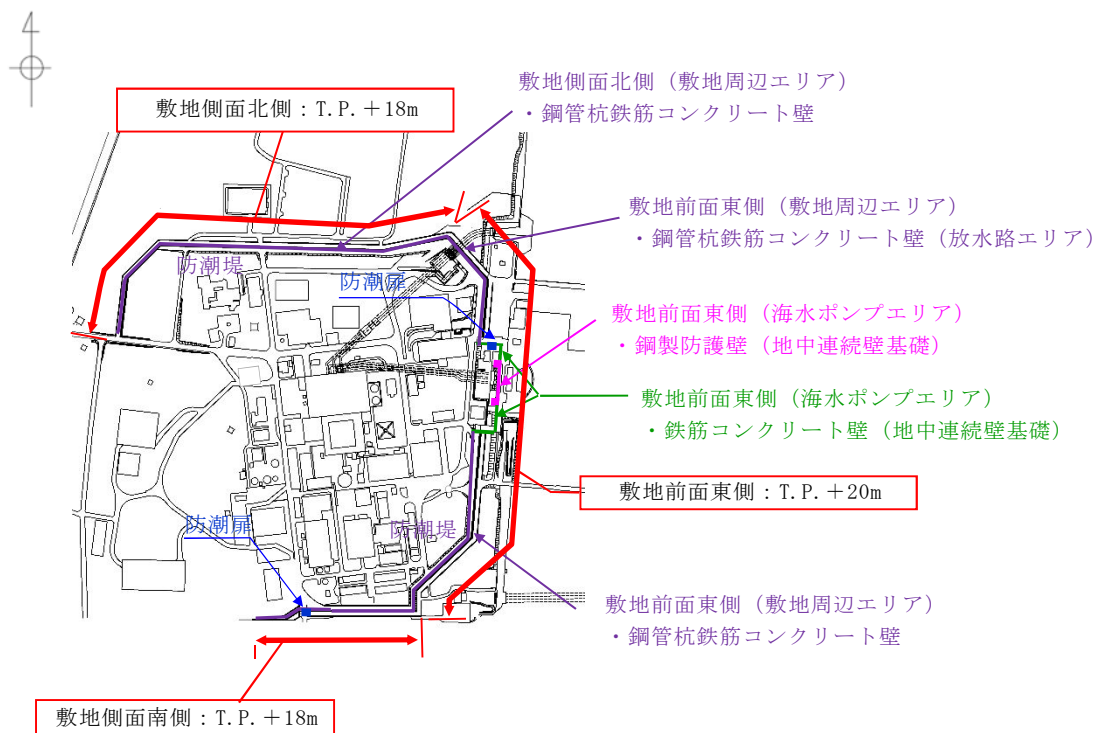 敷地側面北側（敷地周辺エリア）
・鋼管杭鉄筋コンクリート壁
敷地側面北側：T.P.＋18m
敷地前面東側（敷地周辺エリア）
・鋼管杭鉄筋コンクリート壁（放水路エリア）
防潮堤
防潮扉
敷地前面東側（海水ポンプエリア）
・鋼製防護壁（地中連続壁基礎）
敷地前面東側（海水ポンプエリア）
・鉄筋コンクリート壁（地中連続壁基礎）
敷地前面東側：T.P.＋20m
防潮扉
防潮堤
敷地前面東側（敷地周辺エリア）
・鋼管杭鉄筋コンクリート壁
敷地側面南側：T.P.＋18m